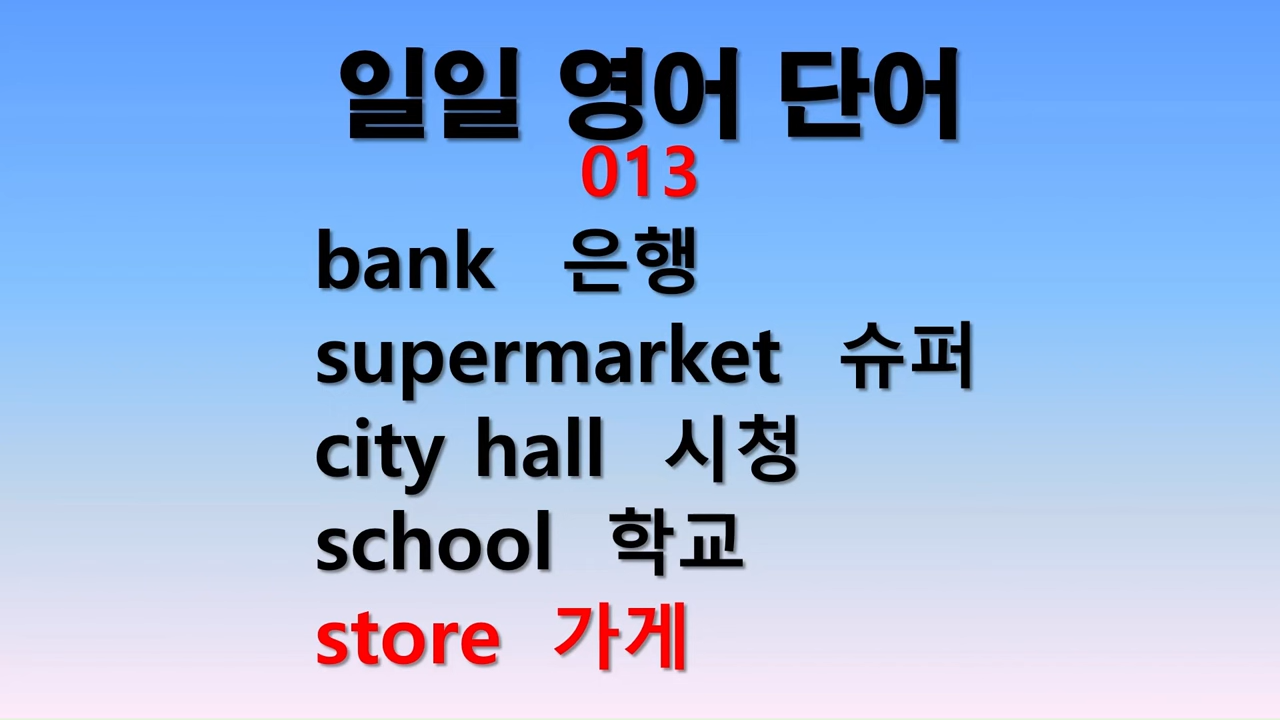 일일 영어 단어
013
bank 은행
supermarket 슈퍼
city hall 시청
school 학교
store 가게